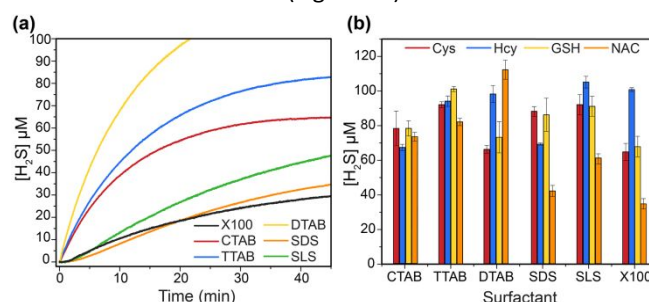 (a)
[H₂S] µM
100
90
80
70
60
50
40
30
20
10
0
X100
CTAB
TTAB
DTAB
SDS
SLS
0 10 20 30 40
Time (min)
(b)
Cys Hcy GSH NAC
[H₂S] µM
120
100
80
60
40
20
0
CTAB TTAB DTAB SDS SLS X100
Surfactant